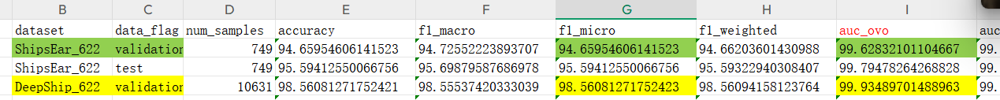 B C D E F G H I
dataset data_flag num_samples accuracy f1_macro f1_micro f1_weighted auc_ovo auc
ShipsEar_622 validation 749 94.65954606141523 94.72552223893707 94.65954606141523 94.66203601430988 99.62832101104667 99.
ShipsEar_622 test 749 95.59412550066756 95.69879587686978 95.59412550066756 95.59322940308407 99.79478264268828 99.
DeepShip_622 validation 10631 98.56081271752421 98.55537420333039 98.56081271752423 98.56094158123764 99.93489701488963 99.